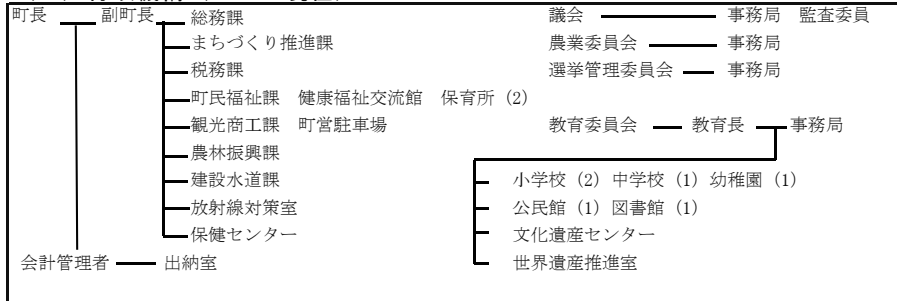 町長 副町長 総務課 議会 事務局 監査委員
まちづくり推進課 農業委員会 事務局
税務課 選挙管理委員会 事務局
町民福祉課 健康福祉交流館 保育所 (2)
観光商工課 町営駐車場 教育委員会 教育長 事務局
農林振興課
建設水道課 小学校 (2) 中学校 (1) 幼稚園 (1)
放射線対策室 公民館 (1) 図書館 (1)
保健センター 文化遺産センター
会計管理者 出納室 世界遺産推進室